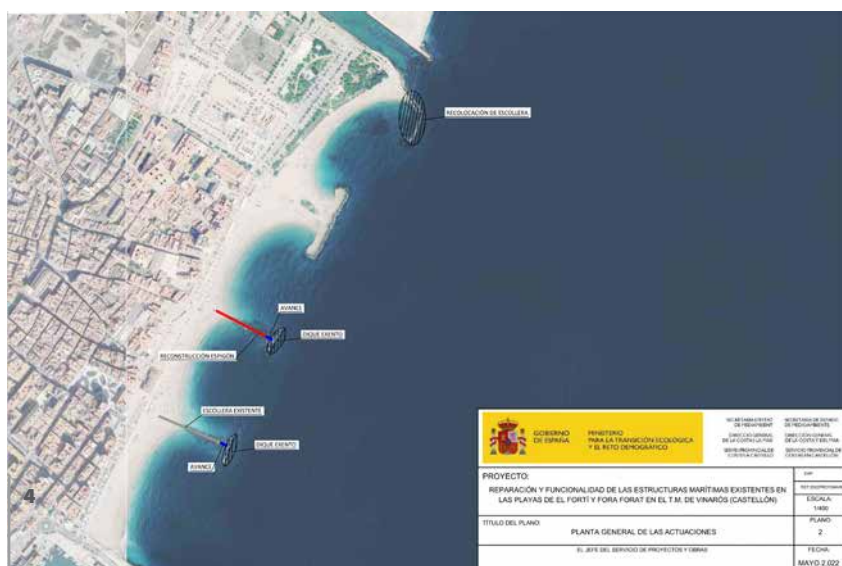 RECOLOCACIÓN DE ESCOLLERA
AVANCE
DIQUE EXENTO
RECONSTRUCCIÓN ESPIGÓN
ESCOLLERA EXISTENTE
DIQUE EXENTO
AVANCE
4
GOBIERNO
DE ESPAÑA
MINISTERIO
PARA LA TRANSICIÓN ECOLÓGICA
Y EL RETO DEMOGRÁFICO
PROYECTO:
REPARACIÓN Y FUNCIONALIDAD DE LAS ESTRUCTURAS MARÍTIMAS EXISTENTES EN
LAS PLAYAS DE EL FORTÍ Y FORA FORAT EN EL T.M. DE VINARÒS (CASTELLÓN)
ESCALA:
1/400
TÍTULO DEL PLANO:
PLANTA GENERAL DE LAS ACTUACIONES
PLANO:
2
EL JEFE DEL SERVICIO DE PROYECTOS Y OBRAS
FECHA:
MAYO 2.022